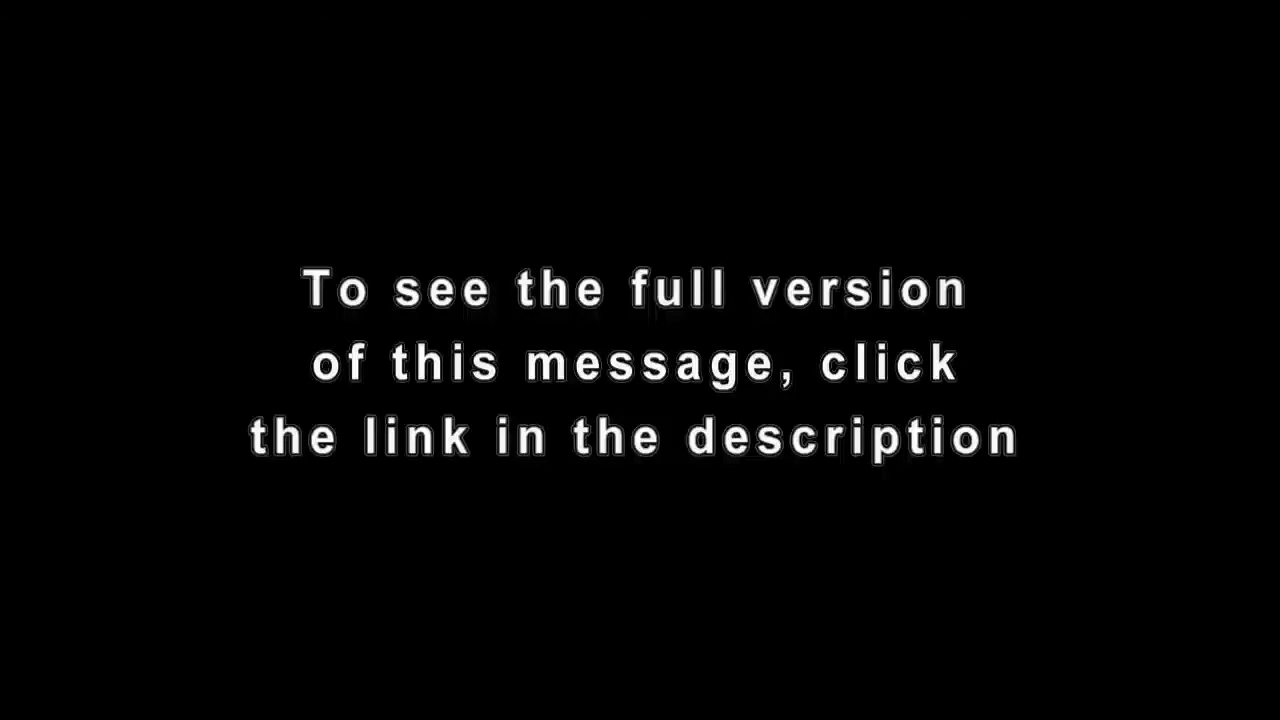 To see the full version
of this message, click
the link in the description